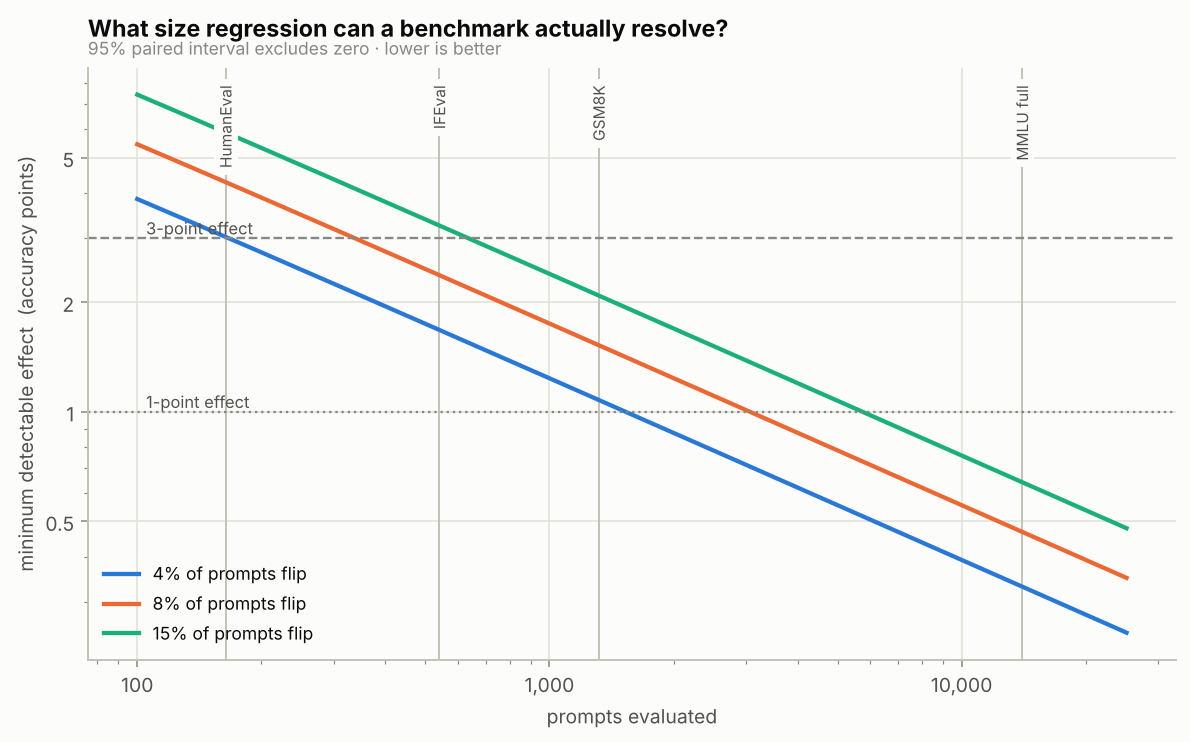 What size regression can a benchmark actually resolve?
95% paired interval excludes zero · lower is better
HumanEval
IFEval
GSM8K
MMLU full
minimum detectable effect (accuracy points)
5
3-point effect
2
1-point effect
1
0.5
4% of prompts flip
8% of prompts flip
15% of prompts flip
100
1,000
10,000
prompts evaluated